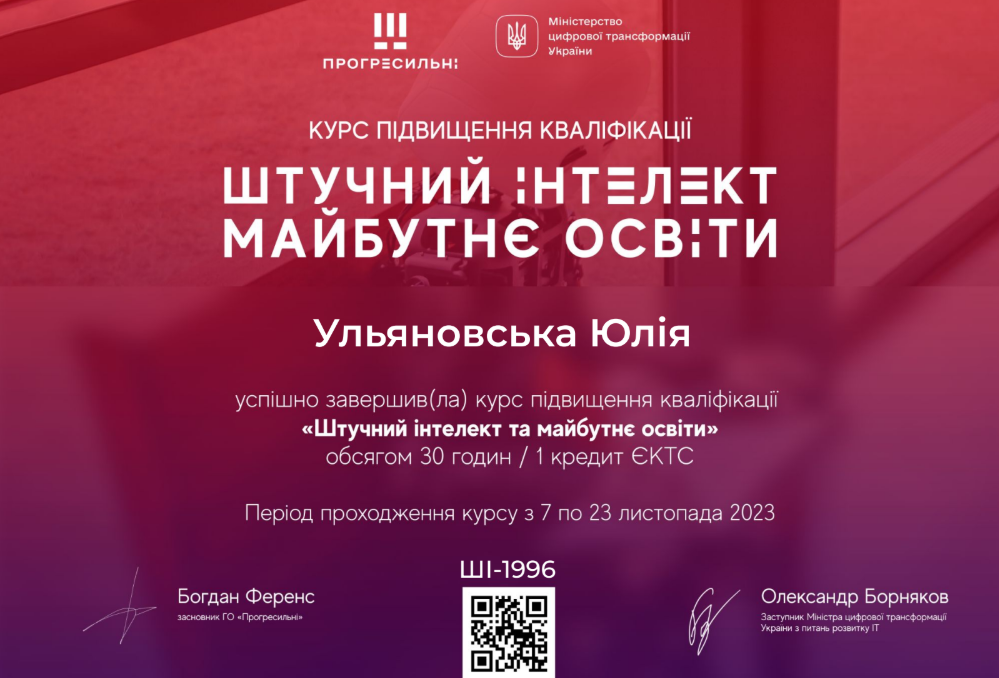 ПРОГРЕСИЛЬНІ
Міністерство
цифрової трансформації
України
КУРС ПІДВИЩЕННЯ КВАЛІФІКАЦІЇ
ШТУЧНИЙ ІНТЕЛЕКТ
МАЙБУТНЄ ОСВІТИ
Ульяновська Юлія
успішно завершив(ла) курс підвищення кваліфікації
«Штучний інтелект та майбутнє освіти»
обсягом 30 годин / 1 кредит ЄКТС
Період проходження курсу з 7 по 23 листопада 2023
ШІ-1996
Богдан Ференс
засновник ГО «Прогресильні»
Олександр Борняков
Заступник Міністра цифрової трансформації
України з питань розвитку ІТ